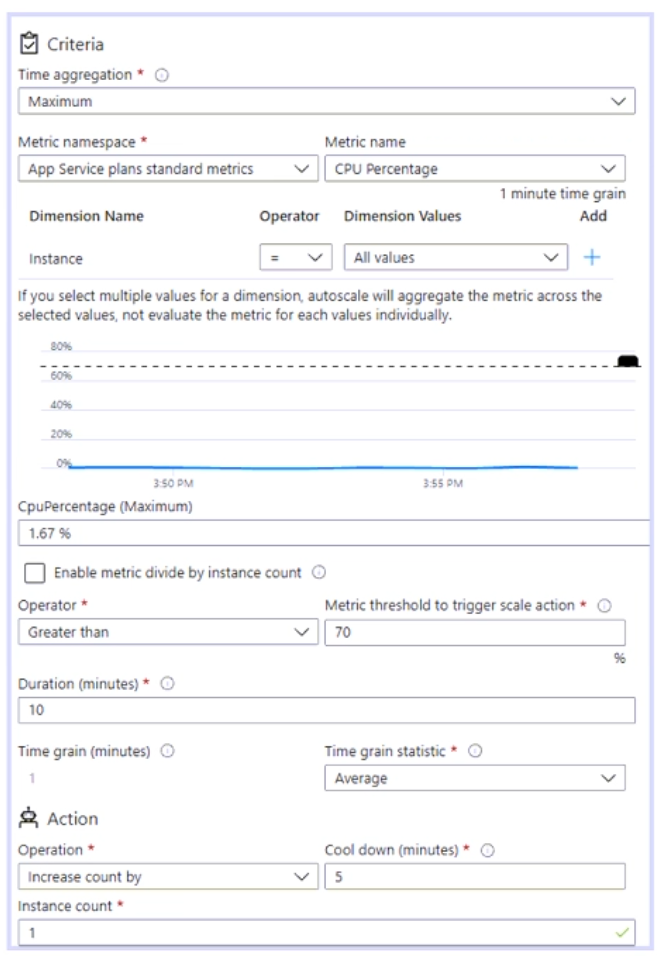 Criteria
Time aggregation *
Maximum
Metric namespace * Metric name
App Service plans standard metrics CPU Percentage
1 minute time grain
Dimension Name Operator Dimension Values Add
Instance = All values +
If you select multiple values for a dimension, autoscale will aggregate the metric across the
selected values, not evaluate the metric for each values individually.
80%
60%
40%
20%
0%
3:50 PM 3:55 PM
CpuPercentage (Maximum)
1.67 %
Enable metric divide by instance count
Operator * Metric threshold to trigger scale action *
Greater than 70
%
Duration (minutes) *
10
Time grain (minutes) Time grain statistic *
1 Average
Action
Operation * Cool down (minutes) *
Increase count by 5
Instance count *
1